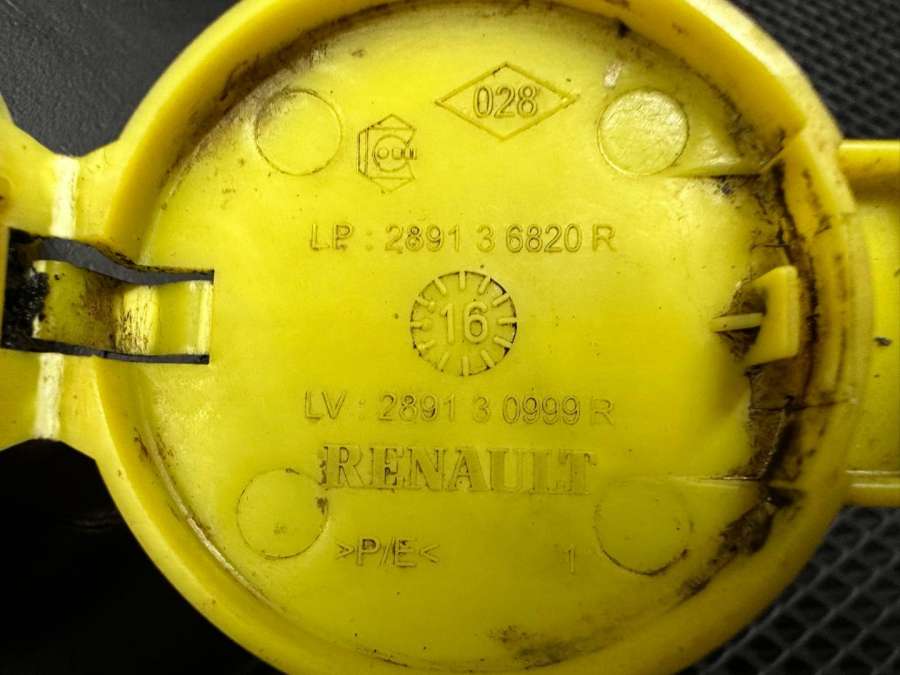 028
LP : 2891 3 6820 R
16
LV : 2891 3 0999 R
RENAULT
>P/E< 1